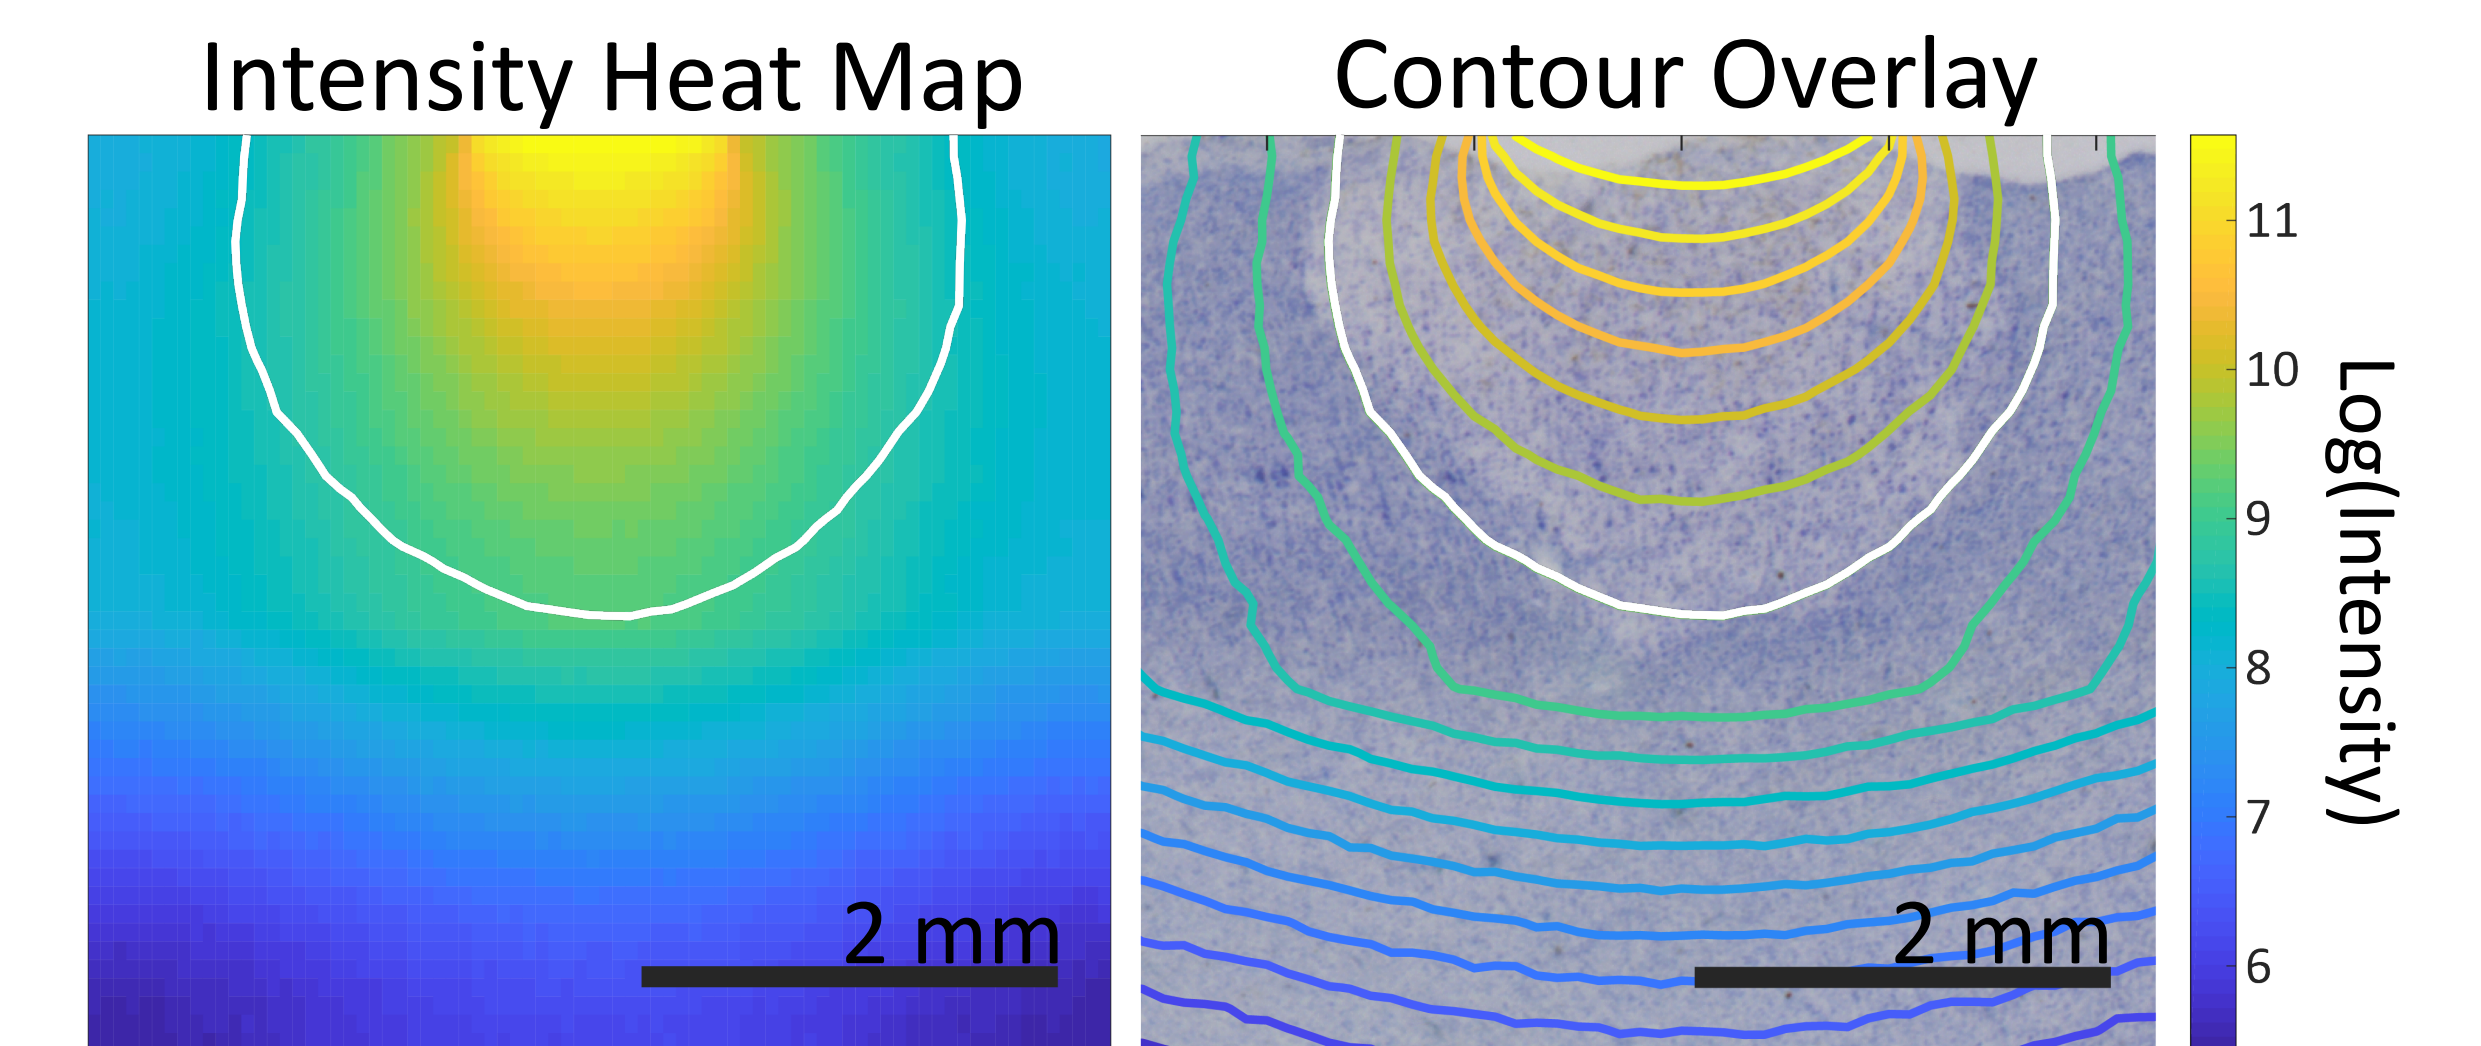 Intensity Heat Map
Contour Overlay
2 mm
2 mm
11
10
9
8
7
6
Log(Intensity)